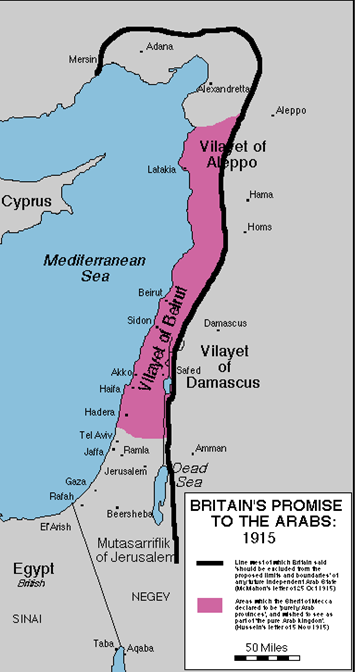 Adana
Mersin
Alexandretta
Aleppo
Vilayet of
Aleppo
Latakia
Hama
Cyprus
Homs
Mediterranean
Sea
Beirut
Vilayet of Beirut
Sidon
Damascus
Vilayet
of
Damascus
Akko
Safed
Haifa
Hadera
Tel Aviv
Jaffa
Ramla
Amman
Jerusalem
Dead
Sea
Gaza
Rafah
Beersheba
El'Arish
Mutasarriflik
of Jerusalem
Egypt
British
NEGEV
SINAI
Taba
Aqaba
BRITAIN'S PROMISE
TO THE ARABS:
1915
Line west of which Britain said
'should be excluded from the
proposed limits and boundaries' of
any future independent Arab State
(McMahon's letter of 25 Oct 1915)
Areas which the Sherif of Mecca
declared to be 'purely Arab
provinces', and wished to see as
part of 'the pure Arab Kingdom'.
(Hussein's letter of 5 Nov 1915)
50 Miles